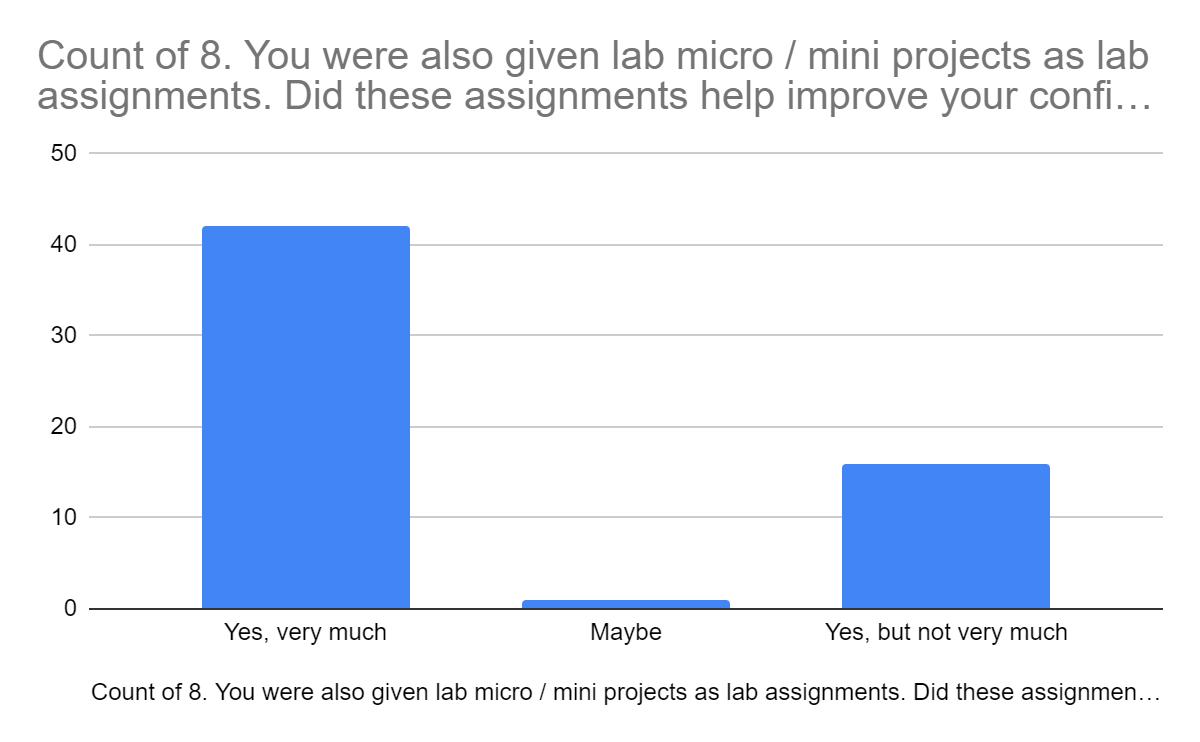 Count of 8. You were also given lab micro / mini projects as lab
assignments. Did these assignments help improve your confi…
50
40
30
20
10
0
Yes, very much
Maybe
Yes, but not very much
Count of 8. You were also given lab micro / mini projects as lab assignments. Did these assignmen…